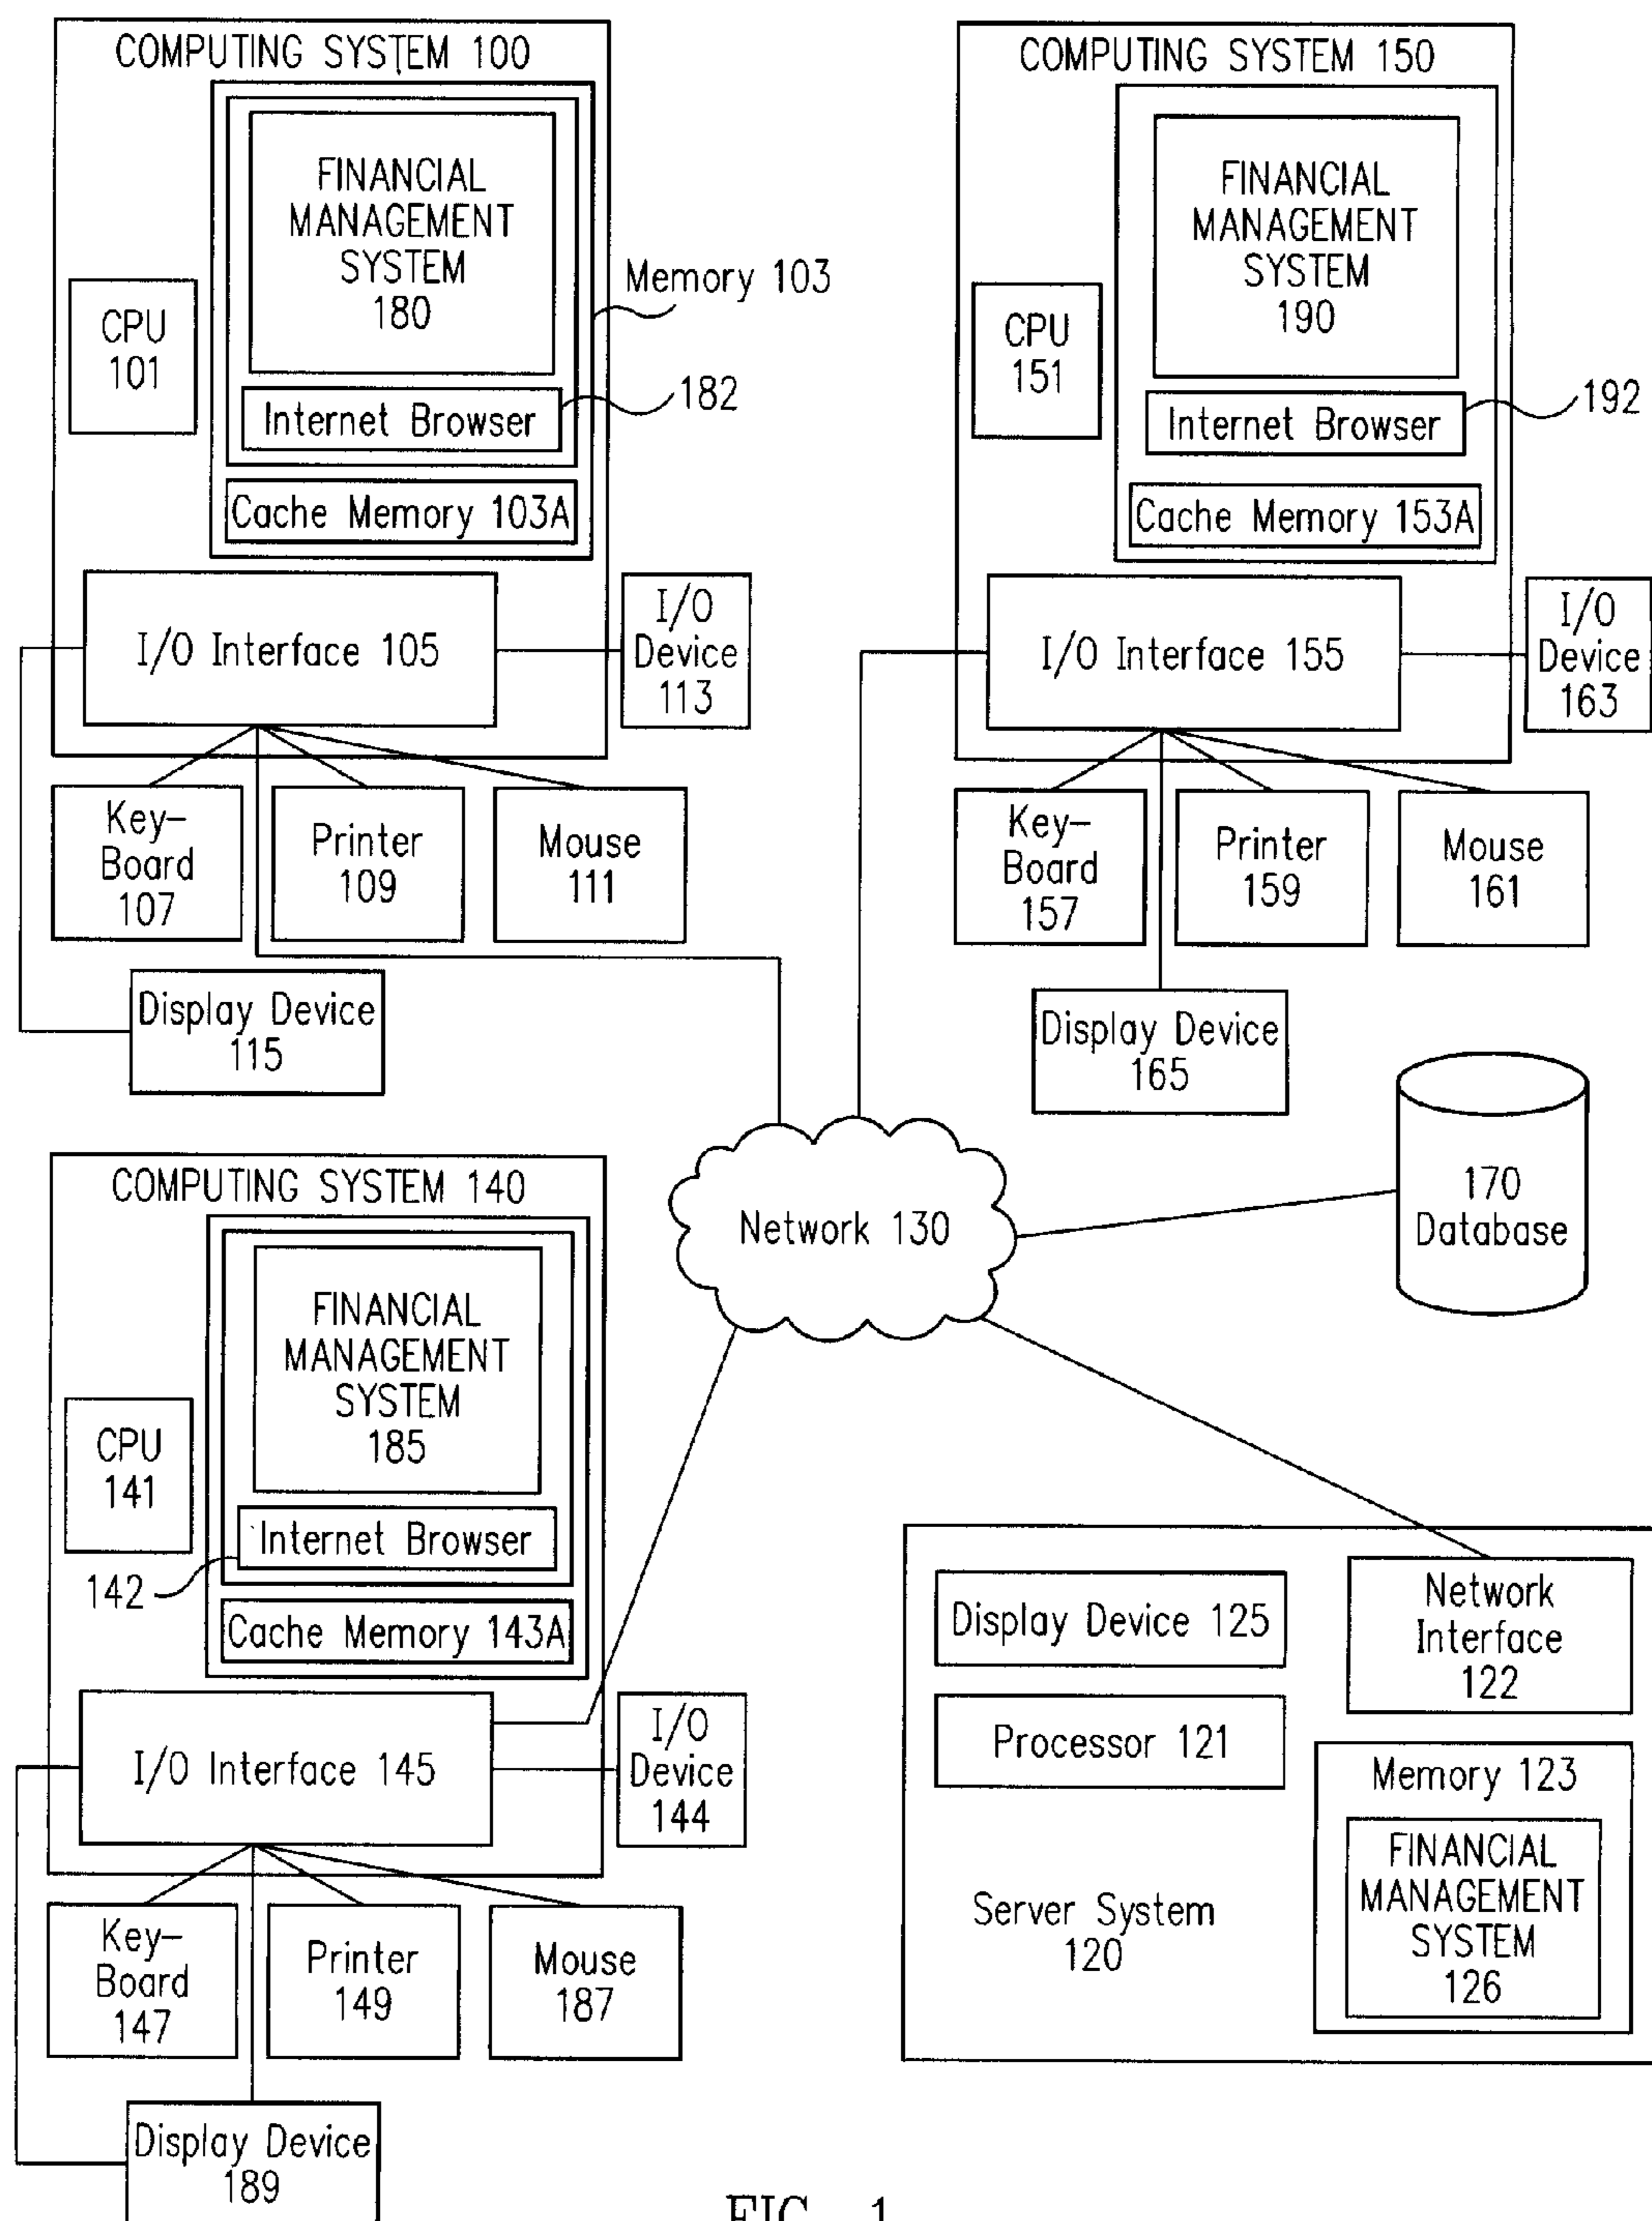 COMPUTING SYSTEM 100
FINANCIAL
MANAGEMENT
SYSTEM
180
Memory 103
CPU
101
Internet Browser
182
Cache Memory 103A
I/O Interface 105
I/O
Device
113
Key-
Board
107
Printer
109
Mouse
111
Display Device
115
COMPUTING SYSTEM 150
FINANCIAL
MANAGEMENT
SYSTEM
190
CPU
151
Internet Browser
192
Cache Memory 153A
I/O Interface 155
I/O
Device
163
Key-
Board
157
Printer
159
Mouse
161
Display Device
165
Network 130
170
Database
COMPUTING SYSTEM 140
FINANCIAL
MANAGEMENT
SYSTEM
185
CPU
141
Internet Browser
142
Cache Memory 143A
I/O Interface 145
I/O
Device
144
Key-
Board
147
Printer
149
Mouse
187
Display Device
189
Display Device 125
Network
Interface
122
Processor 121
Memory 123
FINANCIAL
MANAGEMENT
SYSTEM
126
Server System
120
FIG. 1